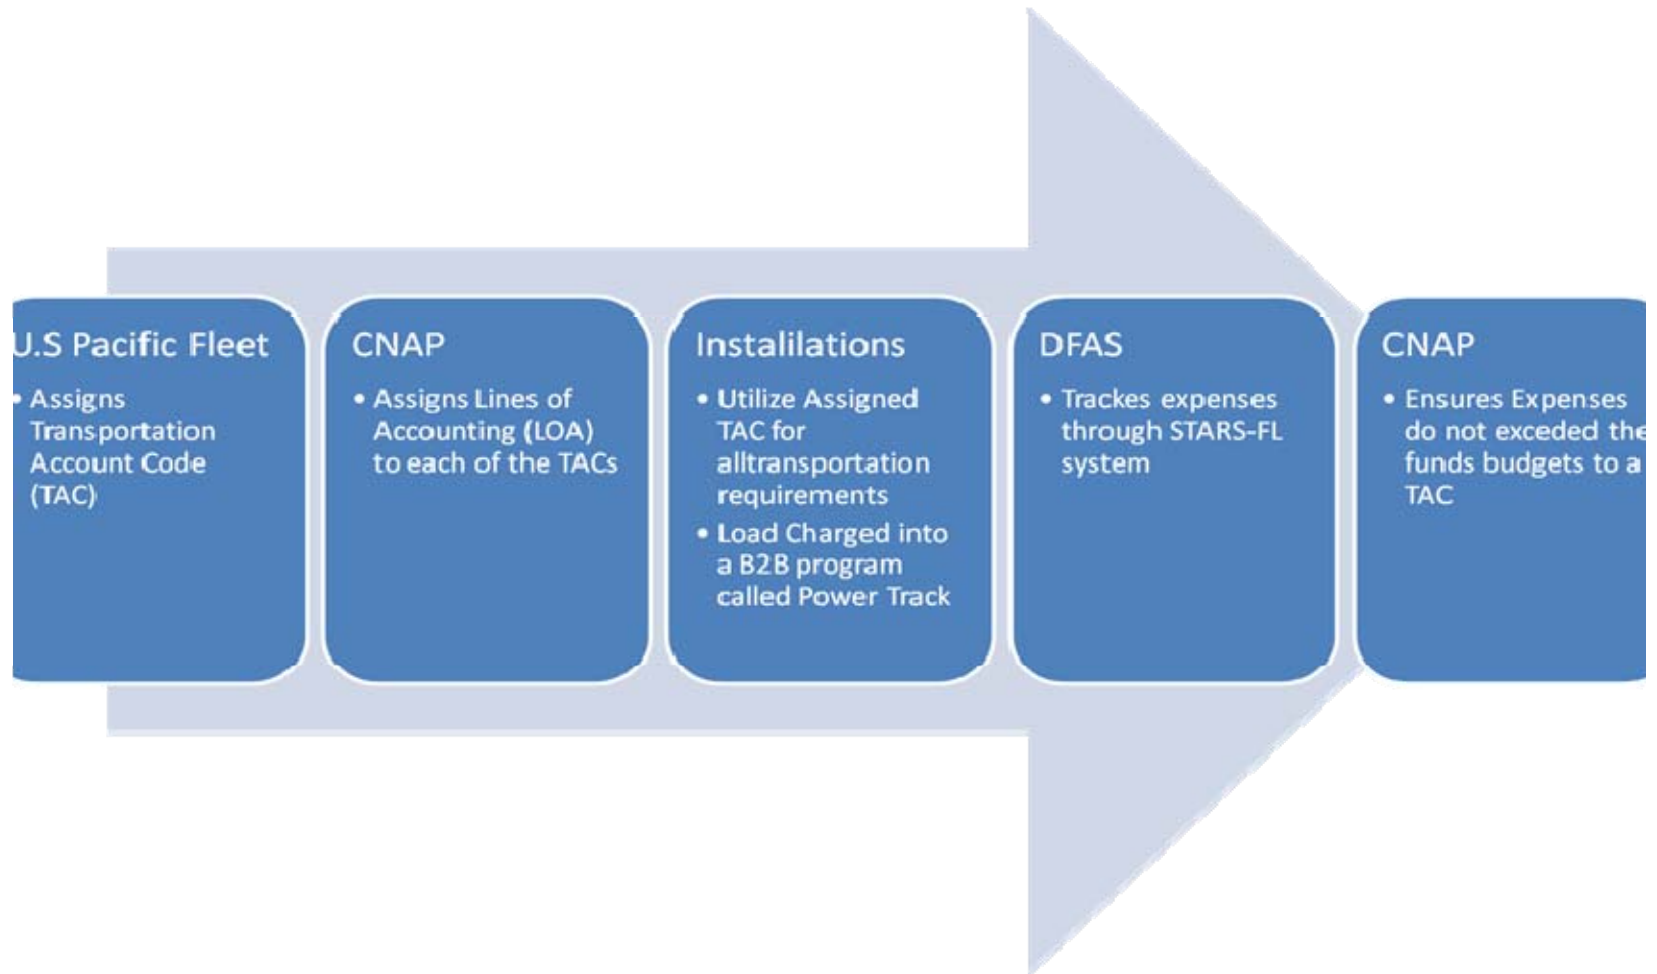 U.S Pacific Fleet
• Assigns
Transportation
Account Code
(TAC)
CNAP
• Assigns Lines of
Accounting (LOA)
to each of the TACs
Instalilations
• Utilize Assigned
TAC for
alltransportation
requirements
• Load Charged into
a B2B program
called Power Track
DFAS
• Trackes expenses
through STARS-FL
system
CNAP
• Ensures Expenses
do not exceded the
funds budgets to a
TAC